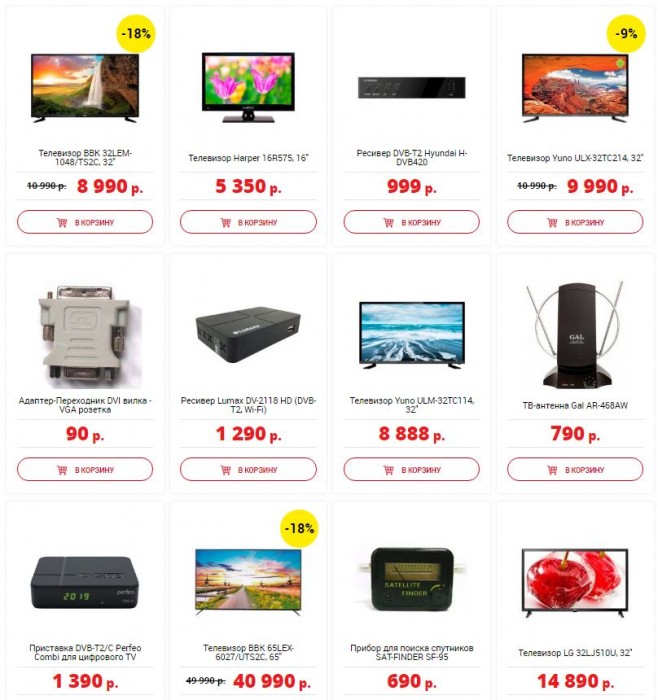 -18%
-9%
Телевизор BBK 32LEM-
1048/TS2C, 32"
10 990 р. 8 990 р.
В КОРЗИНУ
Телевизор Harper 16R575, 16"
5 350 р.
В КОРЗИНУ
Ресивер DVB-T2 Hyundai H-
DVB420
999 р.
В КОРЗИНУ
Телевизор Yuno ULX-32TC214, 32"
10 990 р. 9 990 р.
В КОРЗИНУ
Адаптер-Переходник DVI вилка -
VGA розетка
90 р.
В КОРЗИНУ
LUMAX
Ресивер Lumax DV-2118 HD (DVB-
T2, Wi-Fi)
1 290 р.
В КОРЗИНУ
Телевизор Yuno ULM-32TC114,
32"
8 888 р.
В КОРЗИНУ
GAL
ТВ-антенна Gal AR-468AW
790 р.
В КОРЗИНУ
2019
perfeo
Приставка DVB-T2/C Perfeo
Combi для цифрового TV
1 390 р.
-18%
Телевизор BBK 65LEX-
6027/UTS2C, 65"
49 990 р. 40 990 р.
SATELLITE
FINDER
Прибор для поиска спутников
SAT-FINDER SF-95
690 р.
Телевизор LG 32LJ510U, 32"
14 890 р.